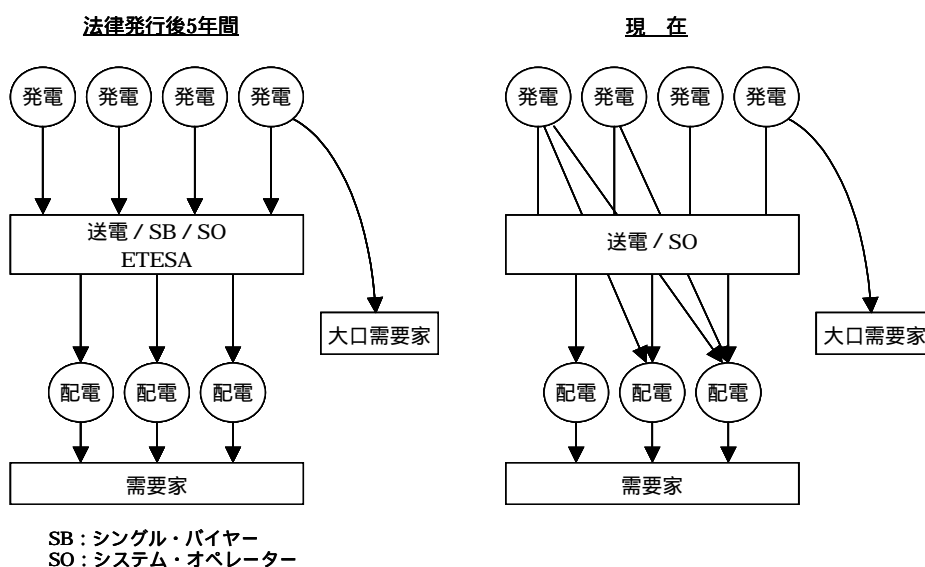 法律発行後5年間
発電 発電 発電 発電
送電 / SB / SO
ETESA
大口需要家
配電 配電 配電
需要家
SB : シングル・バイヤー
SO : システム・オペレーター
現 在
発電 発電 発電 発電
送電 / SO
大口需要家
配電 配電 配電
需要家